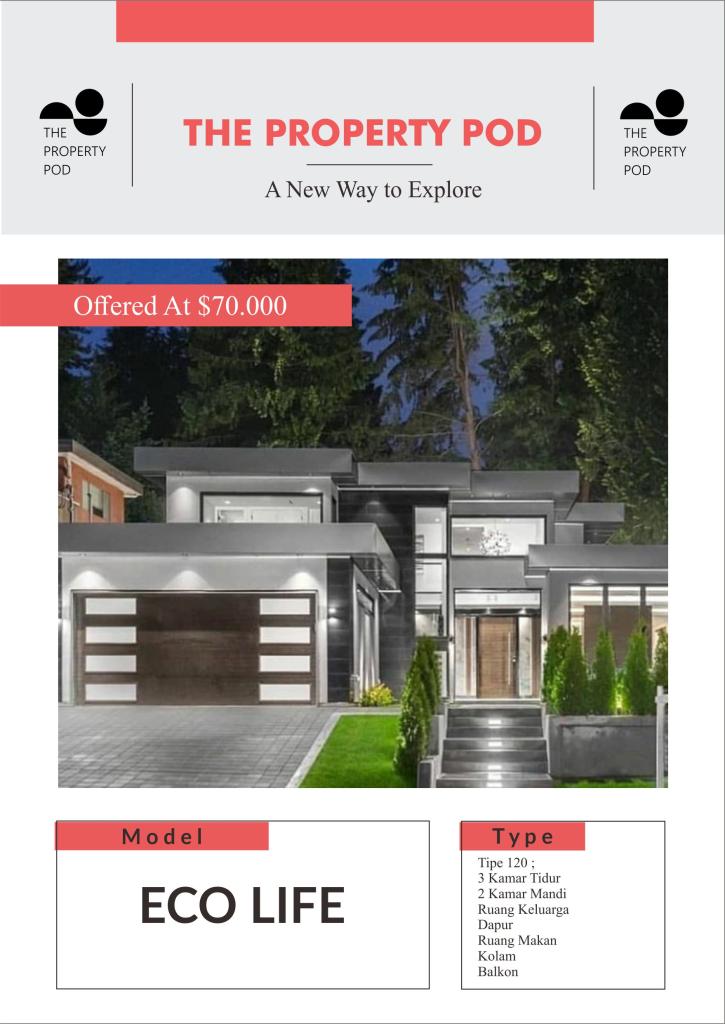 THE
PROPERTY
POD
THE PROPERTY POD
A New Way to Explore
THE
PROPERTY
POD
Offered At $70.000
Model
ECO LIFE
Type
Tipe 120 ;
3 Kamar Tidur
2 Kamar Mandi
Ruang Keluarga
Dapur
Ruang Makan
Kolam
Balkon